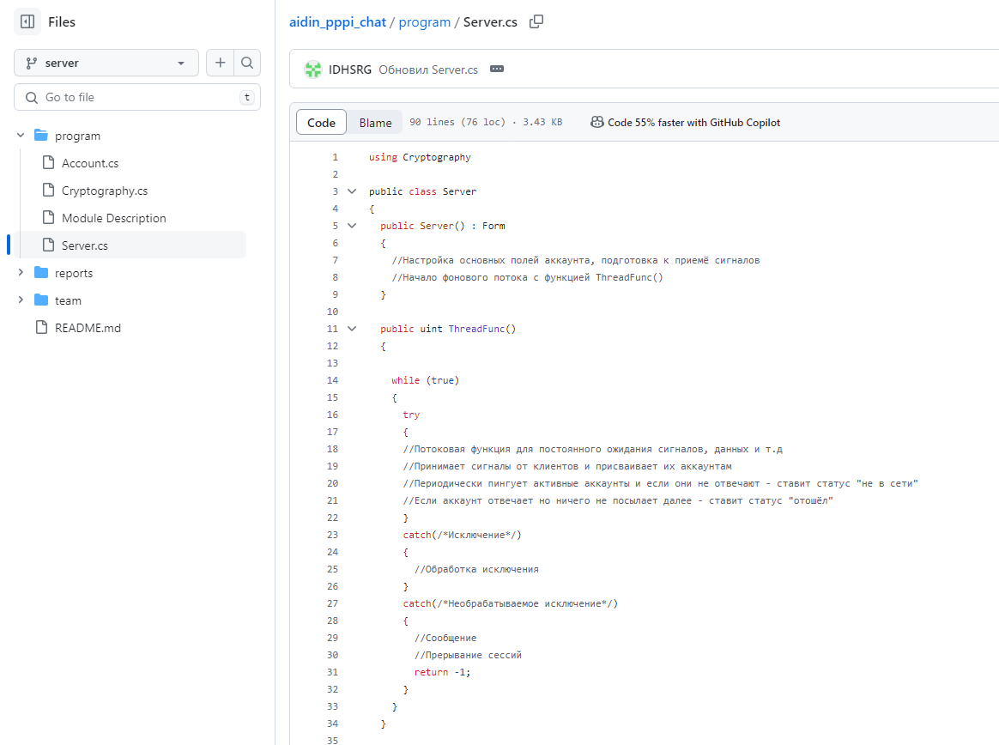 Files
server
Go to file
t
program
Account.cs
Cryptography.cs
Module Description
Server.cs
reports
team
README.md
aidin_pppi_chat / program / Server.cs
IDHSRG Обновил Server.cs
Code Blame 90 lines (76 loc) · 3.43 KB Code 55% faster with GitHub Copilot
1 using Cryptography
2
3 public class Server
4 {
5 public Server() : Form
6 {
7 //Настройка основных полей аккаунта, подготовка к приемё сигналов
8 //Начало фонового потока с функцией ThreadFunc()
9 }
10
11 public uint ThreadFunc()
12 {
13
14 while (true)
15 {
16 try
17 {
18 //Потоковая функция для постоянного ожидания сигналов, данных и т.д
19 //Принимает сигналы от клиентов и присваивает их аккаунтам
20 //Периодически пингует активные аккаунты и если они не отвечают - ставит статус "не в сети"
21 //Если аккаунт отвечает но ничего не посылает далее - ставит статус "отошёл"
22 }
23 catch(/*Исключение*/)
24 {
25 //Обработка исключения
26 }
27 catch(/*Необрабатываемое исключение*/)
28 {
29 //Сообщение
30 //Прерывание сессий
31 return -1;
32 }
33 }
34 }
35